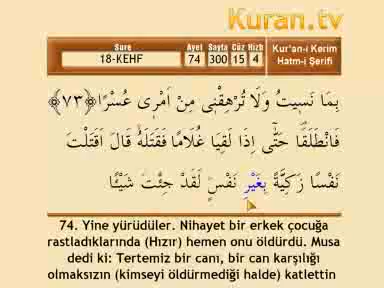 Kuran.tv
Sure Ayet Sayfa Cüz Hizb
18-KEHF 74 300 15 4
Kur'an-i Kerim
Hatm-i Şerifi
بِمَا نَس۪يتُ وَلَا تُرْهِقْن۪ي مِنْ اَمْر۪ي عُسْرًا ﴿٧٣﴾
فَانْطَلَقَا۠ حَتّٰٓى اِذَا لَقِيَا غُلَامًا فَقَتَلَهُۙ قَالَ اَقَتَلْتَ
نَفْسًا زَكِيَّةً بِغَيْرِ نَفْسٍۜ لَقَدْ جِئْتَ شَيْـًٔا
74. Yine yürüdüler. Nihayet bir erkek çocuğa
rastladıklarında (Hızır) hemen onu öldürdü. Musa
dedi ki: Tertemiz bir canı, bir can karşılığı
olmaksızın (kimseyi öldürmediği halde) katlettin